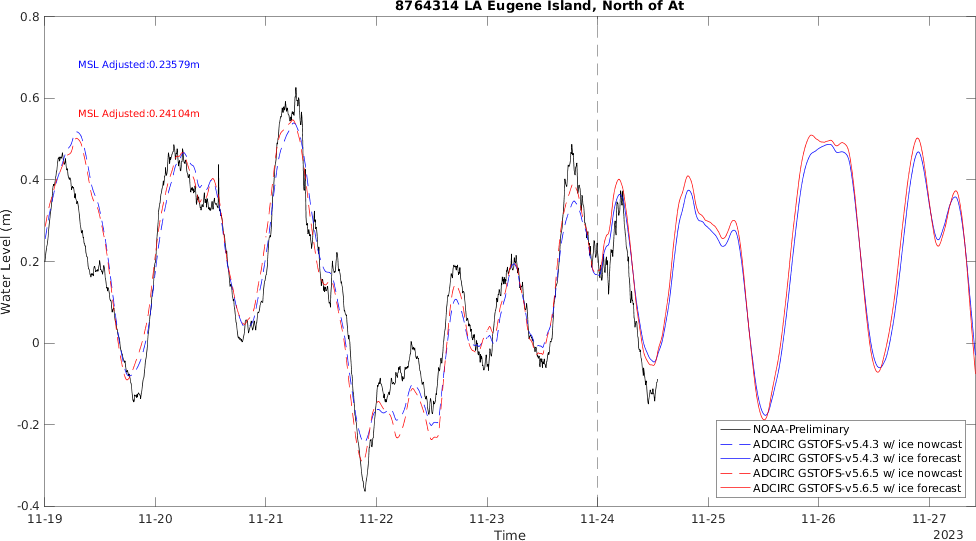 8764314 LA Eugene Island, North of At
0.8
MSL Adjusted:0.23579m
0.6
MSL Adjusted:0.24104m
0.4
Water Level (m)
0.2
0
-0.2
NOAA-Preliminary
ADCIRC GSTOFS-v5.4.3 w/ ice nowcast
ADCIRC GSTOFS-v5.4.3 w/ ice forecast
ADCIRC GSTOFS-v5.6.5 w/ ice nowcast
ADCIRC GSTOFS-v5.6.5 w/ ice forecast
-0.4
11-19 11-20 11-21 11-22 11-23 11-24 11-25 11-26 11-27
Time
2023